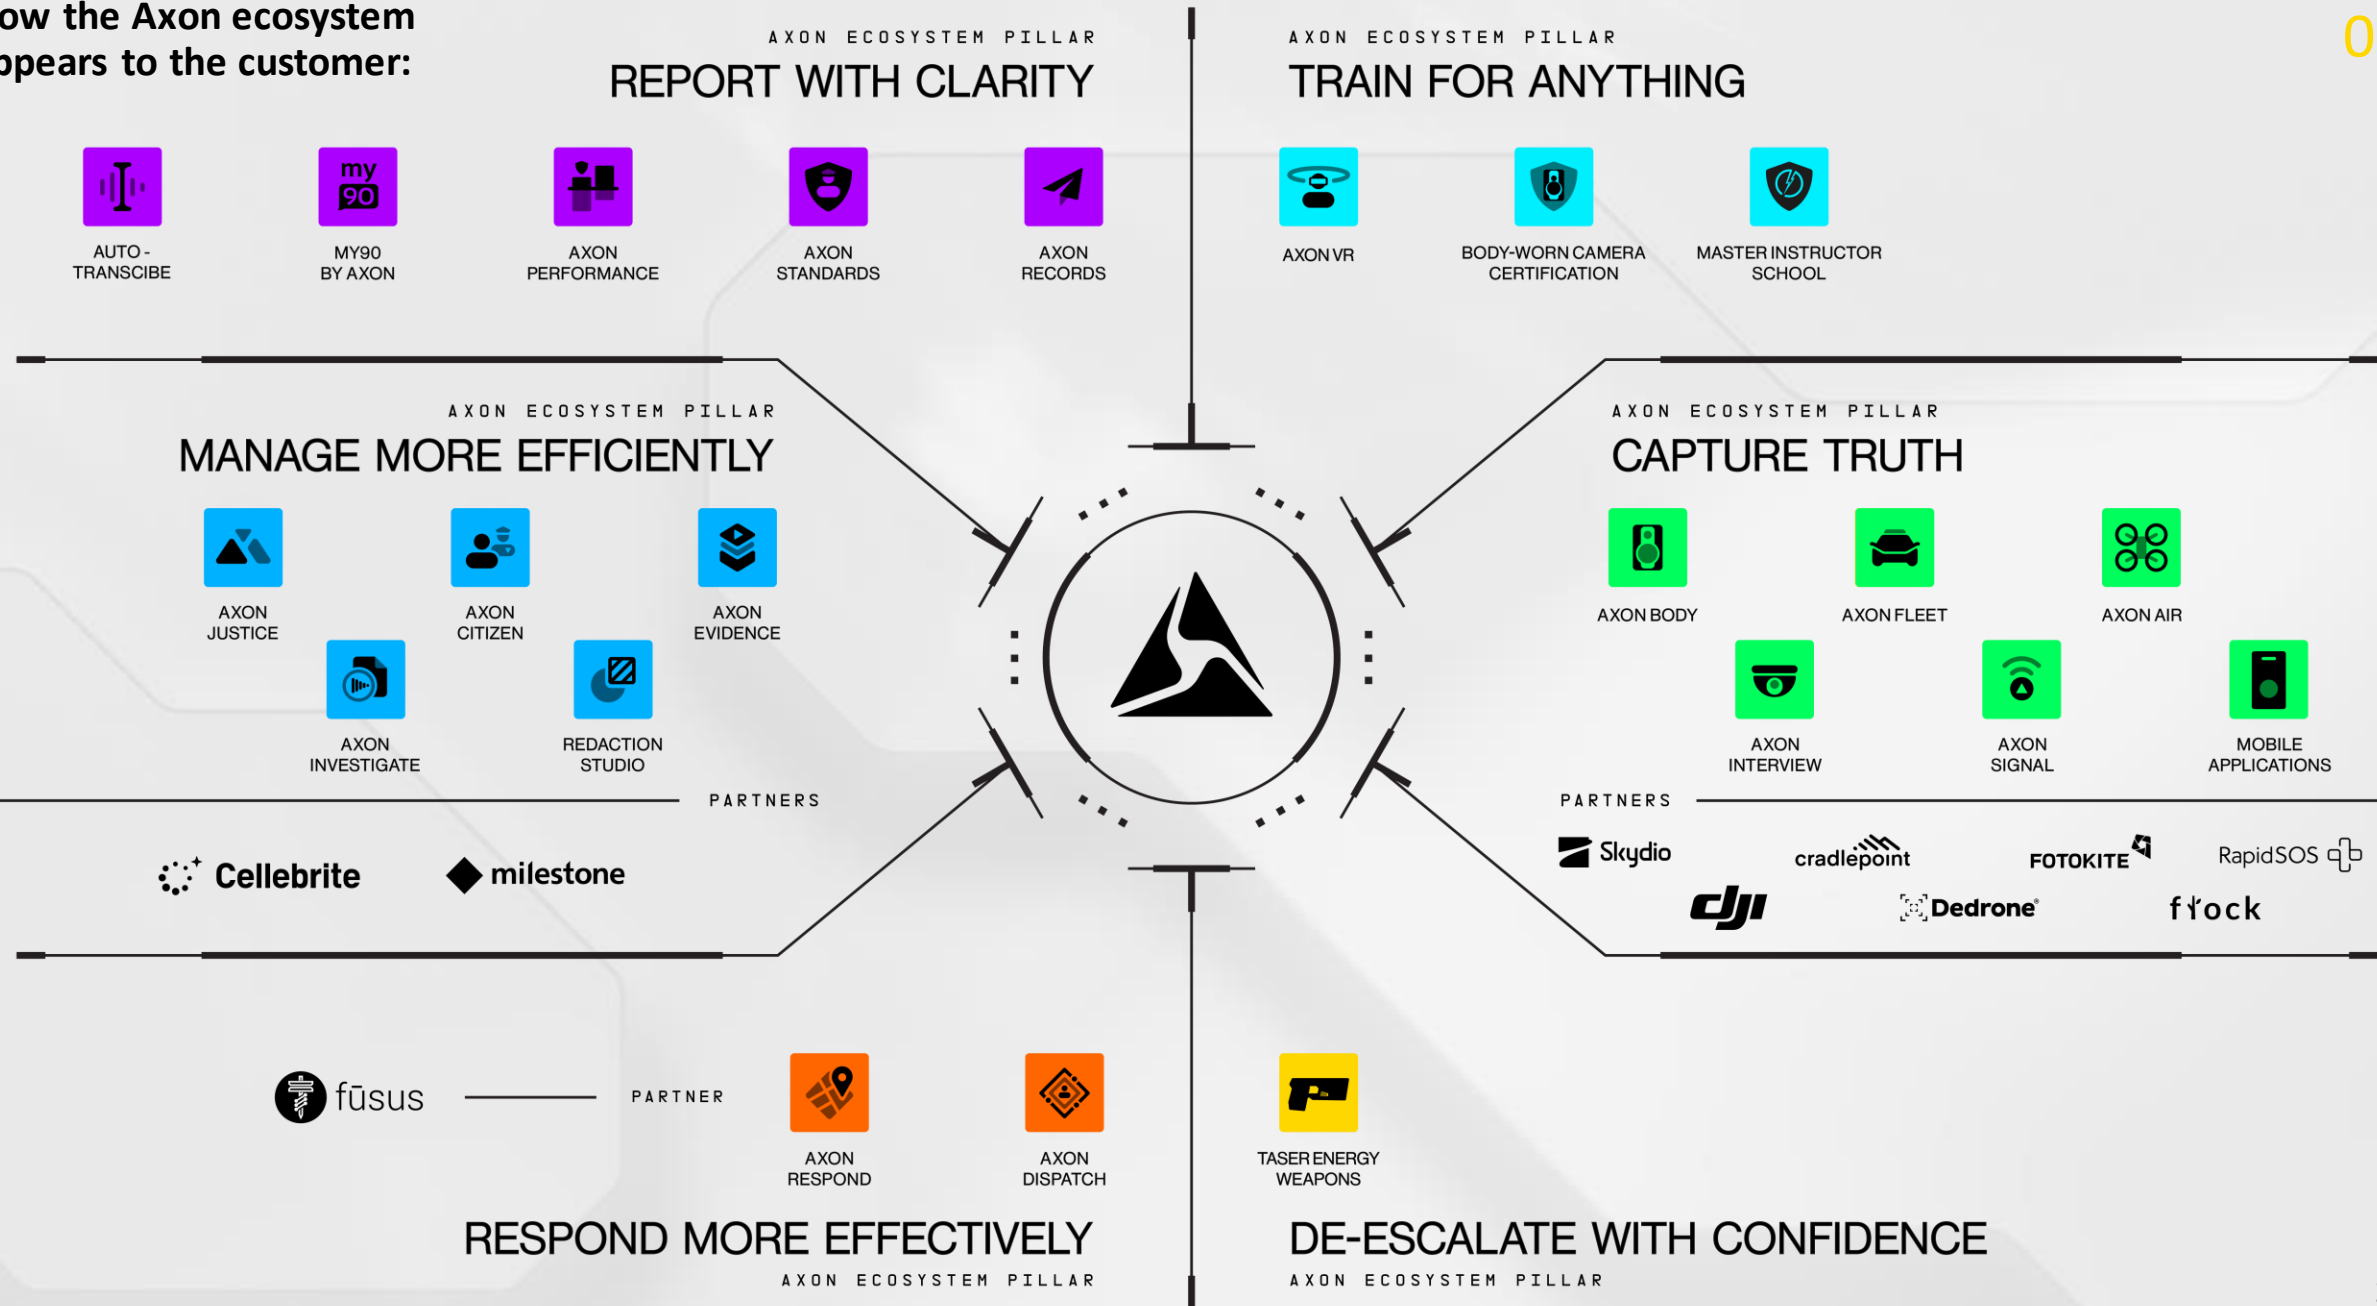 ow the Axon ecosystem
ppears to the customer:
0
AXON ECOSYSTEM PILLAR
REPORT WITH CLARITY
AUTO -
TRANSCIBE
my
90
MY90
BY AXON
AXON
PERFORMANCE
AXON
STANDARDS
AXON
RECORDS
AXON ECOSYSTEM PILLAR
TRAIN FOR ANYTHING
AXON VR
BODY-WORN CAMERA
CERTIFICATION
MASTER INSTRUCTOR
SCHOOL
AXON ECOSYSTEM PILLAR
MANAGE MORE EFFICIENTLY
AXON
JUSTICE
AXON
CITIZEN
AXON
EVIDENCE
AXON
INVESTIGATE
REDACTION
STUDIO
PARTNERS
Cellebrite
milestone
AXON ECOSYSTEM PILLAR
CAPTURE TRUTH
AXON BODY
AXON FLEET
AXON AIR
AXON
INTERVIEW
AXON
SIGNAL
MOBILE
APPLICATIONS
PARTNERS
Skydio
cradlepoint
FOTOKITE
RapidSOS
dji
Dedrone®
flock
fūsus
PARTNER
AXON
RESPOND
AXON
DISPATCH
RESPOND MORE EFFECTIVELY
AXON ECOSYSTEM PILLAR
TASER ENERGY
WEAPONS
DE-ESCALATE WITH CONFIDENCE
AXON ECOSYSTEM PILLAR